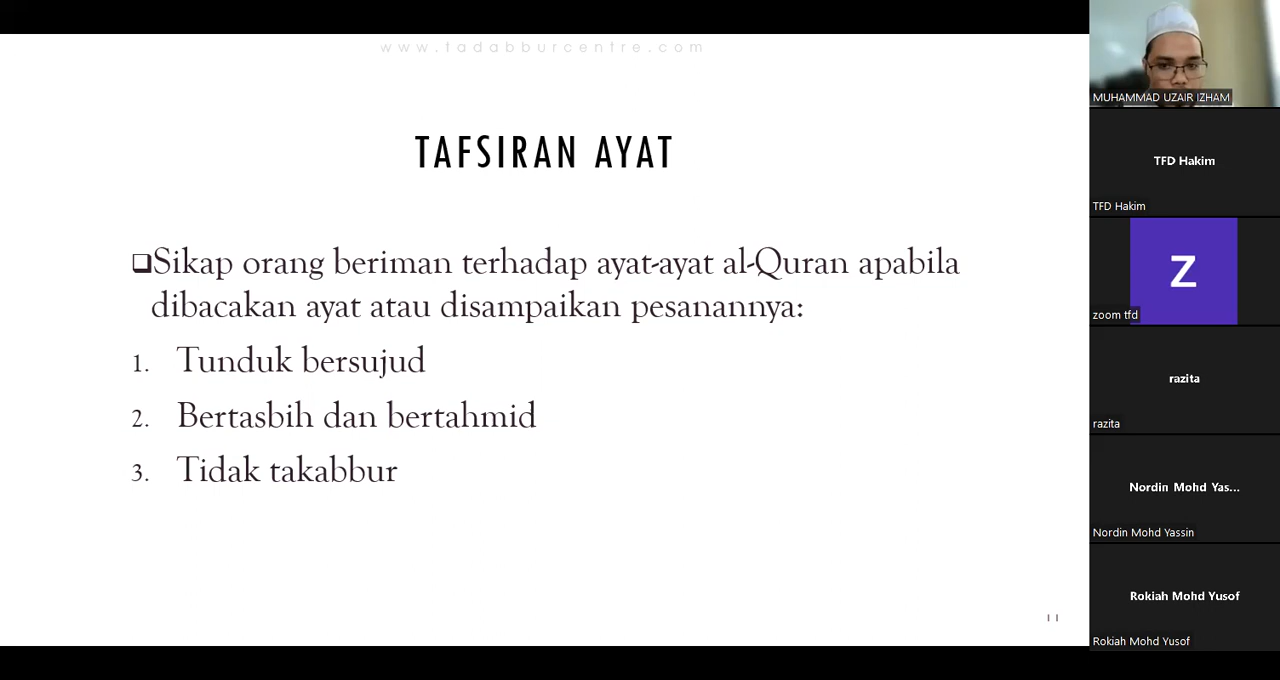 www.tadabburcentre.com
TAFSIRAN AYAT
❑Sikap orang beriman terhadap ayat-ayat al-Quran apabila
dibacakan ayat atau disampaikan pesanannya:
1. Tunduk bersujud
2. Bertasbih dan bertahmid
3. Tidak takabbur
11
MUHAMMAD UZAIR IZHAM
TFD Hakim
TFD Hakim
Z
zoom tfd
razita
razita
Nordin Mohd Yas...
Nordin Mohd Yassin
Rokiah Mohd Yusof
Rokiah Mohd Yusof